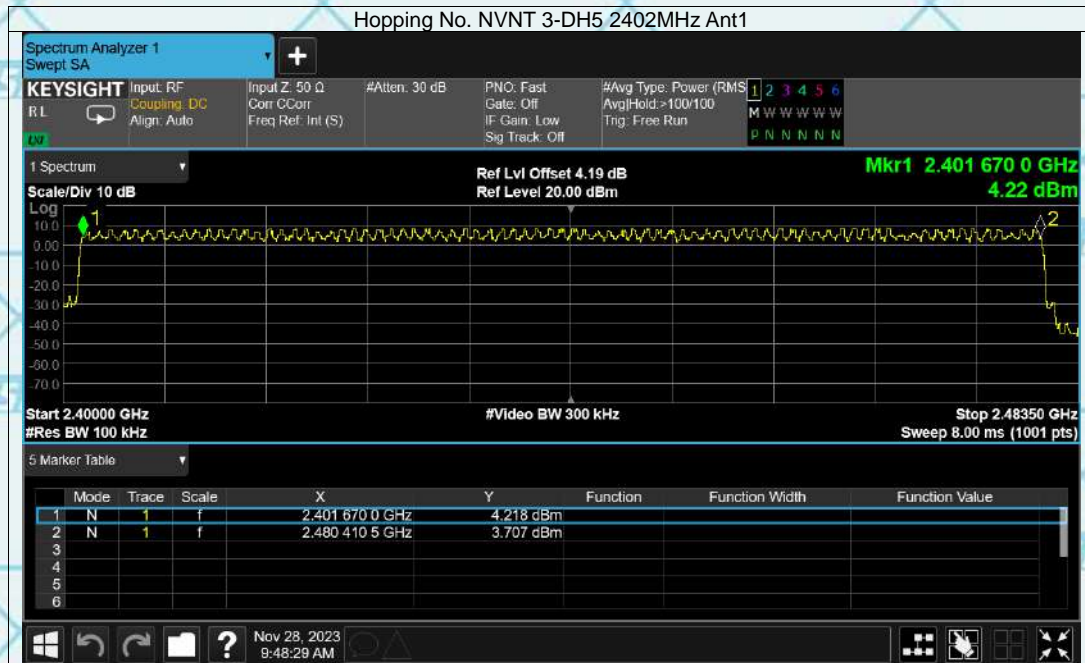 Hopping No. NVNT 3-DH5 2402MHz Ant1
Spectrum Analyzer 1
Swept SA
+
KEYSIGHT
RL
LXI
Input: RF
Coupling: DC
Align: Auto
Input Z: 50 Ω
Corr CCorr
Freq Ref: Int (S)
#Atten: 30 dB
PNO: Fast
Gate: Off
IF Gain: Low
Sig Track: Off
#Avg Type: Power (RMS
Avg|Hold:>100/100
Trig: Free Run
1 2 3 4 5 6
M W W W W W
P N N N N N
1 Spectrum
Scale/Div 10 dB
Ref Lvl Offset 4.19 dB
Ref Level 20.00 dBm
Mkr1 2.401 670 0 GHz
4.22 dBm
Log
1
2
10.0
0.00
-10.0
-20.0
-30.0
-40.0
-50.0
-60.0
-70.0
Start 2.40000 GHz
#Res BW 100 kHz
#Video BW 300 kHz
Stop 2.48350 GHz
Sweep 8.00 ms (1001 pts)
5 Marker Table
Mode Trace Scale X Y Function Function Width Function Value
1 N 1 f 2.401 670 0 GHz 4.218 dBm
2 N 1 f 2.480 410 5 GHz 3.707 dBm
3
4
5
6
?
Nov 28, 2023
9:48:29 AM